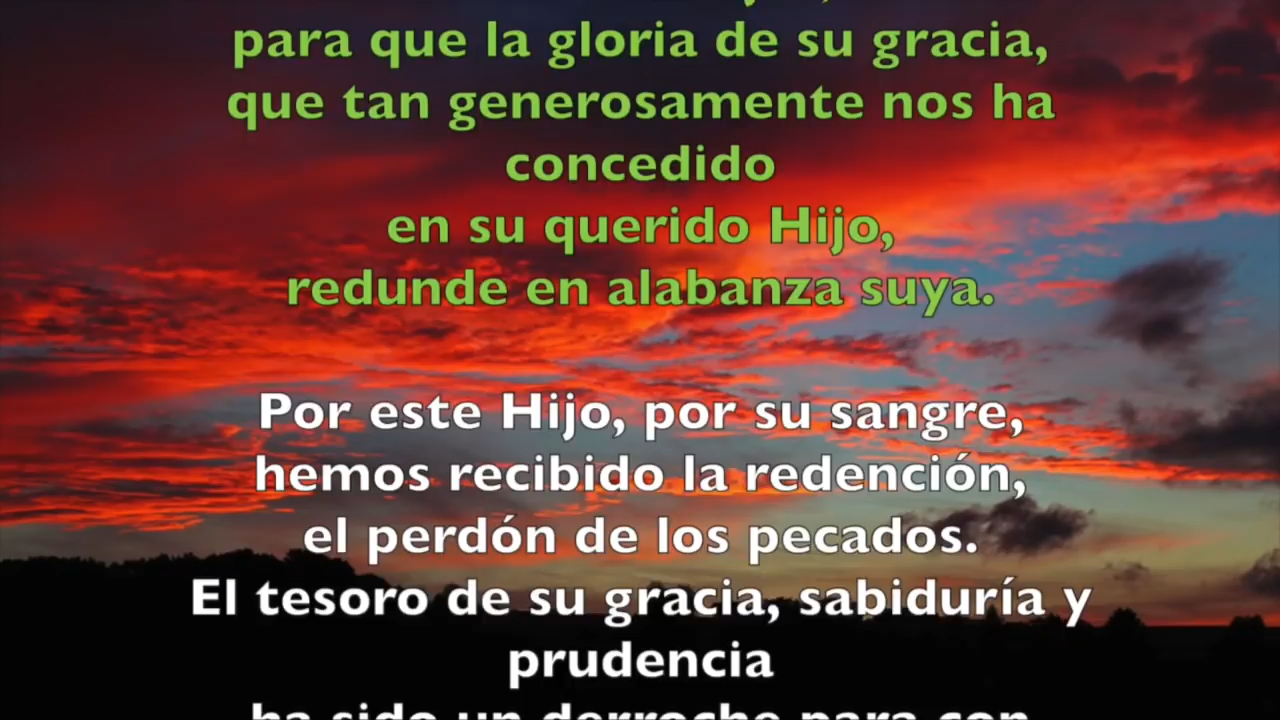 para que la gloria de su gracia,
que tan generosamente nos ha
concedido
en su querido Hijo,
redunde en alabanza suya.
Por este Hijo, por su sangre,
hemos recibido la redención,
el perdón de los pecados.
El tesoro de su gracia, sabiduría y
prudencia
ha sido un derroche para con